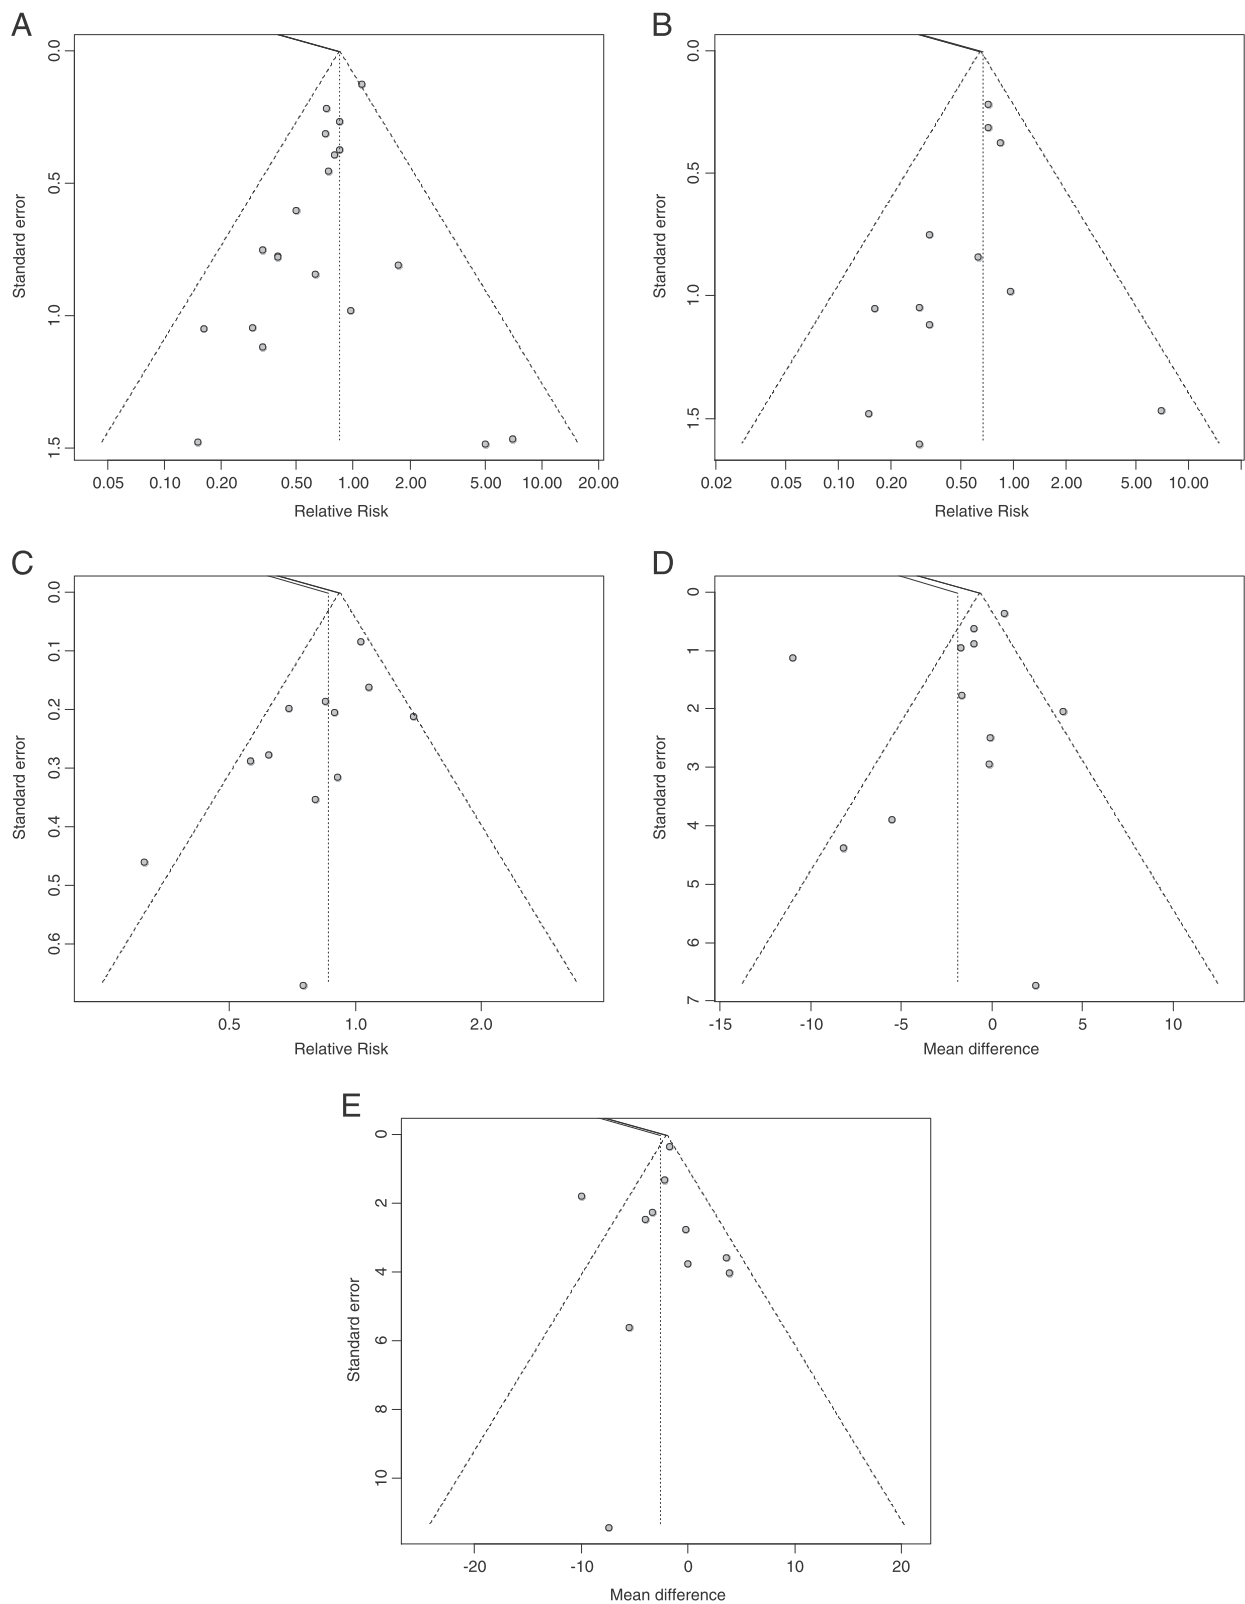 A
B
0.0
0.5
1.0
1.5
Standard error
0.05 0.10 0.20 0.50 1.00 2.00 5.00 10.00 20.00
Relative Risk
0.0
0.5
1.0
1.5
Standard error
0.02 0.05 0.10 0.20 0.50 1.00 2.00 5.00 10.00
Relative Risk
C
D
0.0
0.1
0.2
0.3
0.4
0.5
0.6
Standard error
0.5 1.0 2.0
Relative Risk
0
1
2
3
4
5
6
7
Standard error
-15 -10 -5 0 5 10
Mean difference
E
0
2
4
6
8
10
Standard error
-20 -10 0 10 20
Mean difference